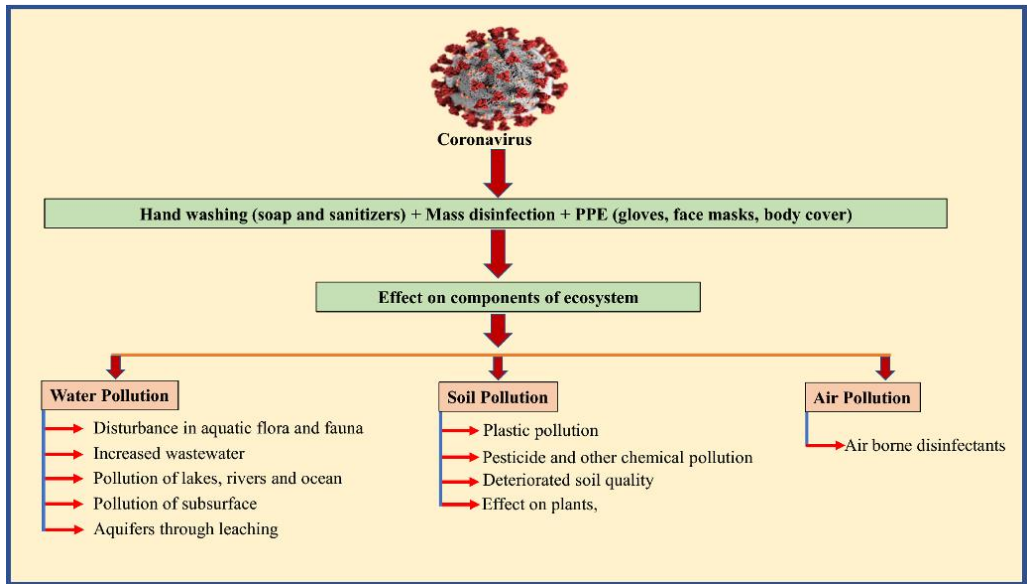 Coronavirus
Hand washing (soap and sanitizers) + Mass disinfection + PPE (gloves, face masks, body cover)
Effect on components of ecosystem
Water Pollution
Disturbance in aquatic flora and fauna
Increased wastewater
Pollution of lakes, rivers and ocean
Pollution of subsurface
Aquifers through leaching
Soil Pollution
Plastic pollution
Pesticide and other chemical pollution
Deteriorated soil quality
Effect on plants,
Air Pollution
Air borne disinfectants